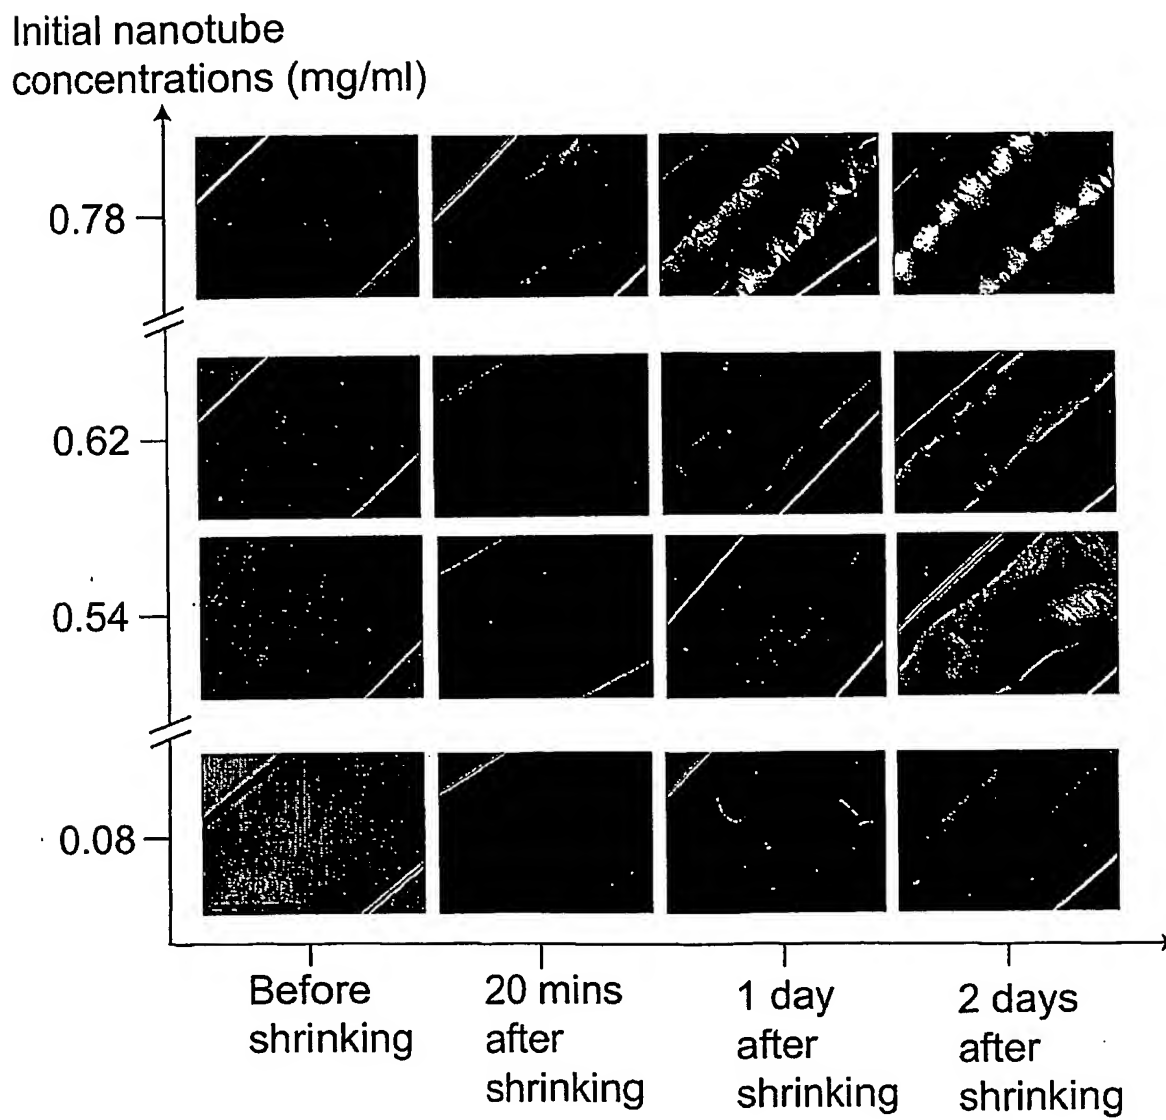 Initial nanotube
concentrations (mg/ml)
0.78
0.62
0.54
0.08
Before
shrinking
20 mins
after
shrinking
1 day
after
shrinking
2 days
after
shrinking